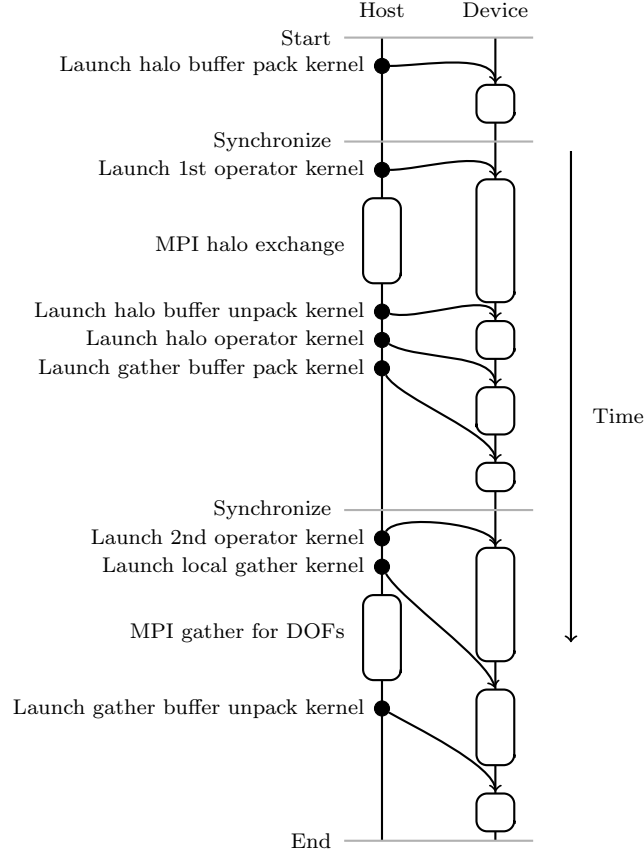 Host Device
Start
Launch halo buffer pack kernel
Synchronize
Launch 1st operator kernel
MPI halo exchange
Launch halo buffer unpack kernel
Launch halo operator kernel
Launch gather buffer pack kernel
Time
Synchronize
Launch 2nd operator kernel
Launch local gather kernel
MPI gather for DOFs
Launch gather buffer unpack kernel
End